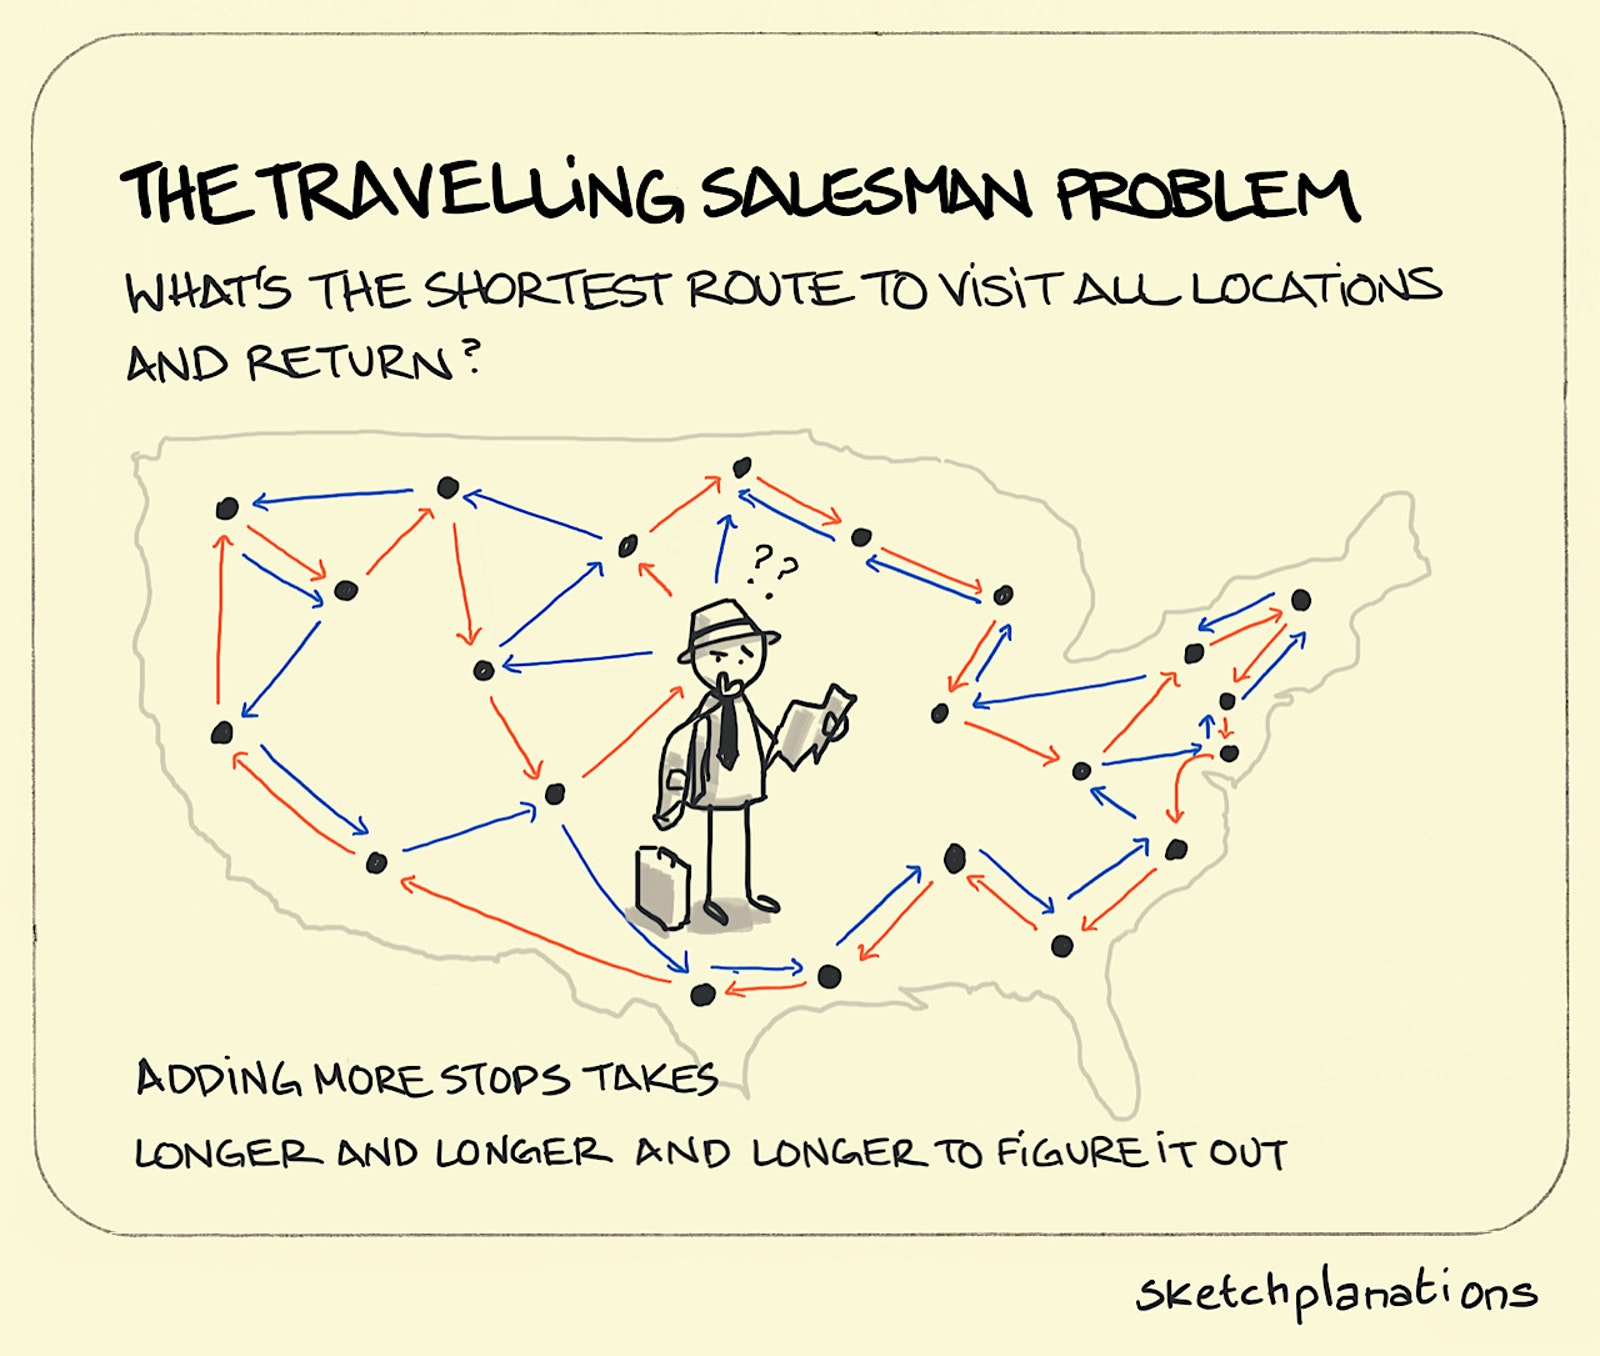 THE TRAVELLING SALESMAN PROBLEM
WHAT'S THE SHORTEST ROUTE TO VISIT ALL LOCATIONS
AND RETURN?
??
ADDING MORE STOPS TAKES
LONGER AND LONGER AND LONGER TO FIGURE IT OUT
sketchplanations